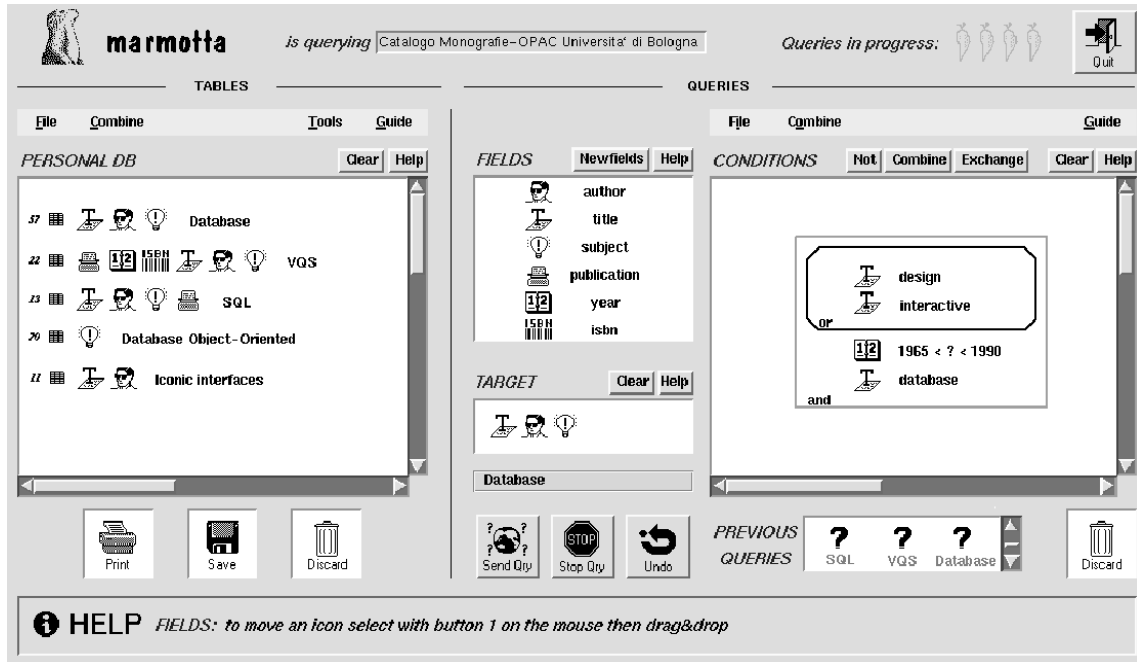 marmotta
is querying Catalogo Monografie-OPAC Universita' di Bologna
Queries in progress:
Quit
TABLES
QUERIES
File Combine Tools Guide
File Combine Guide
PERSONAL DB Clear Help
57 Database
22 ISBN VQS
13 SQL
20 Database Object-Oriented
11 Iconic interfaces
Print
Save
Discard
FIELDS Newfields Help
author
title
subject
publication
12 year
ISBN isbn
TARGET Clear Help
Database
Send Qry
STOP
Stop Qry
Undo
CONDITIONS Not Combine Exchange Clear Help
design
interactive
or
12 1965 < ? < 1990
database
and
PREVIOUS
QUERIES
? ? ?
SQL VQS Database
Discard
HELP FIELDS: to move an icon select with button 1 on the mouse then drag&drop